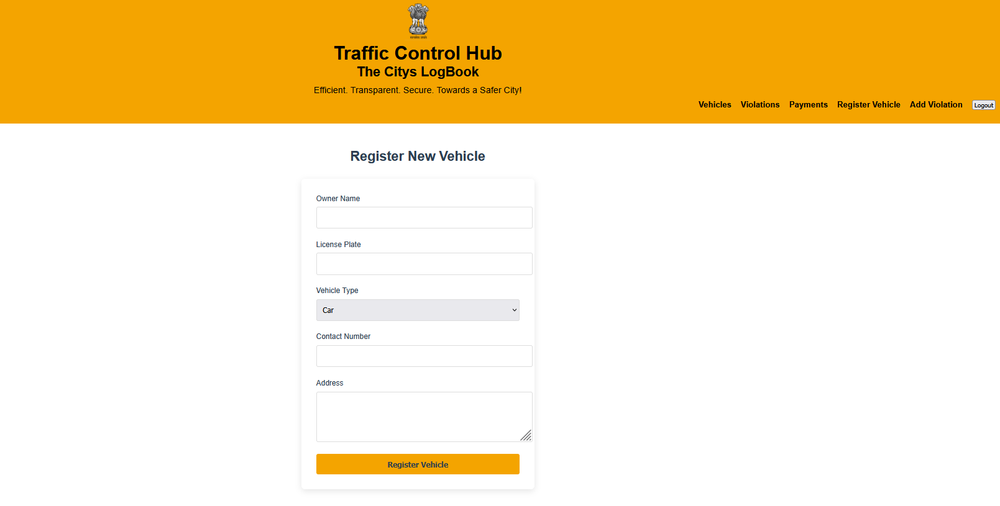 Traffic Control Hub
The Citys LogBook
Efficient. Transparent. Secure. Towards a Safer City!
Vehicles Violations Payments Register Vehicle Add Violation Logout
Register New Vehicle
Owner Name
License Plate
Vehicle Type
Car
Contact Number
Address
Register Vehicle